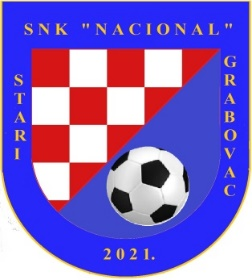 SNK "NACIONAL"
STARI
GRABOVAC
2021.